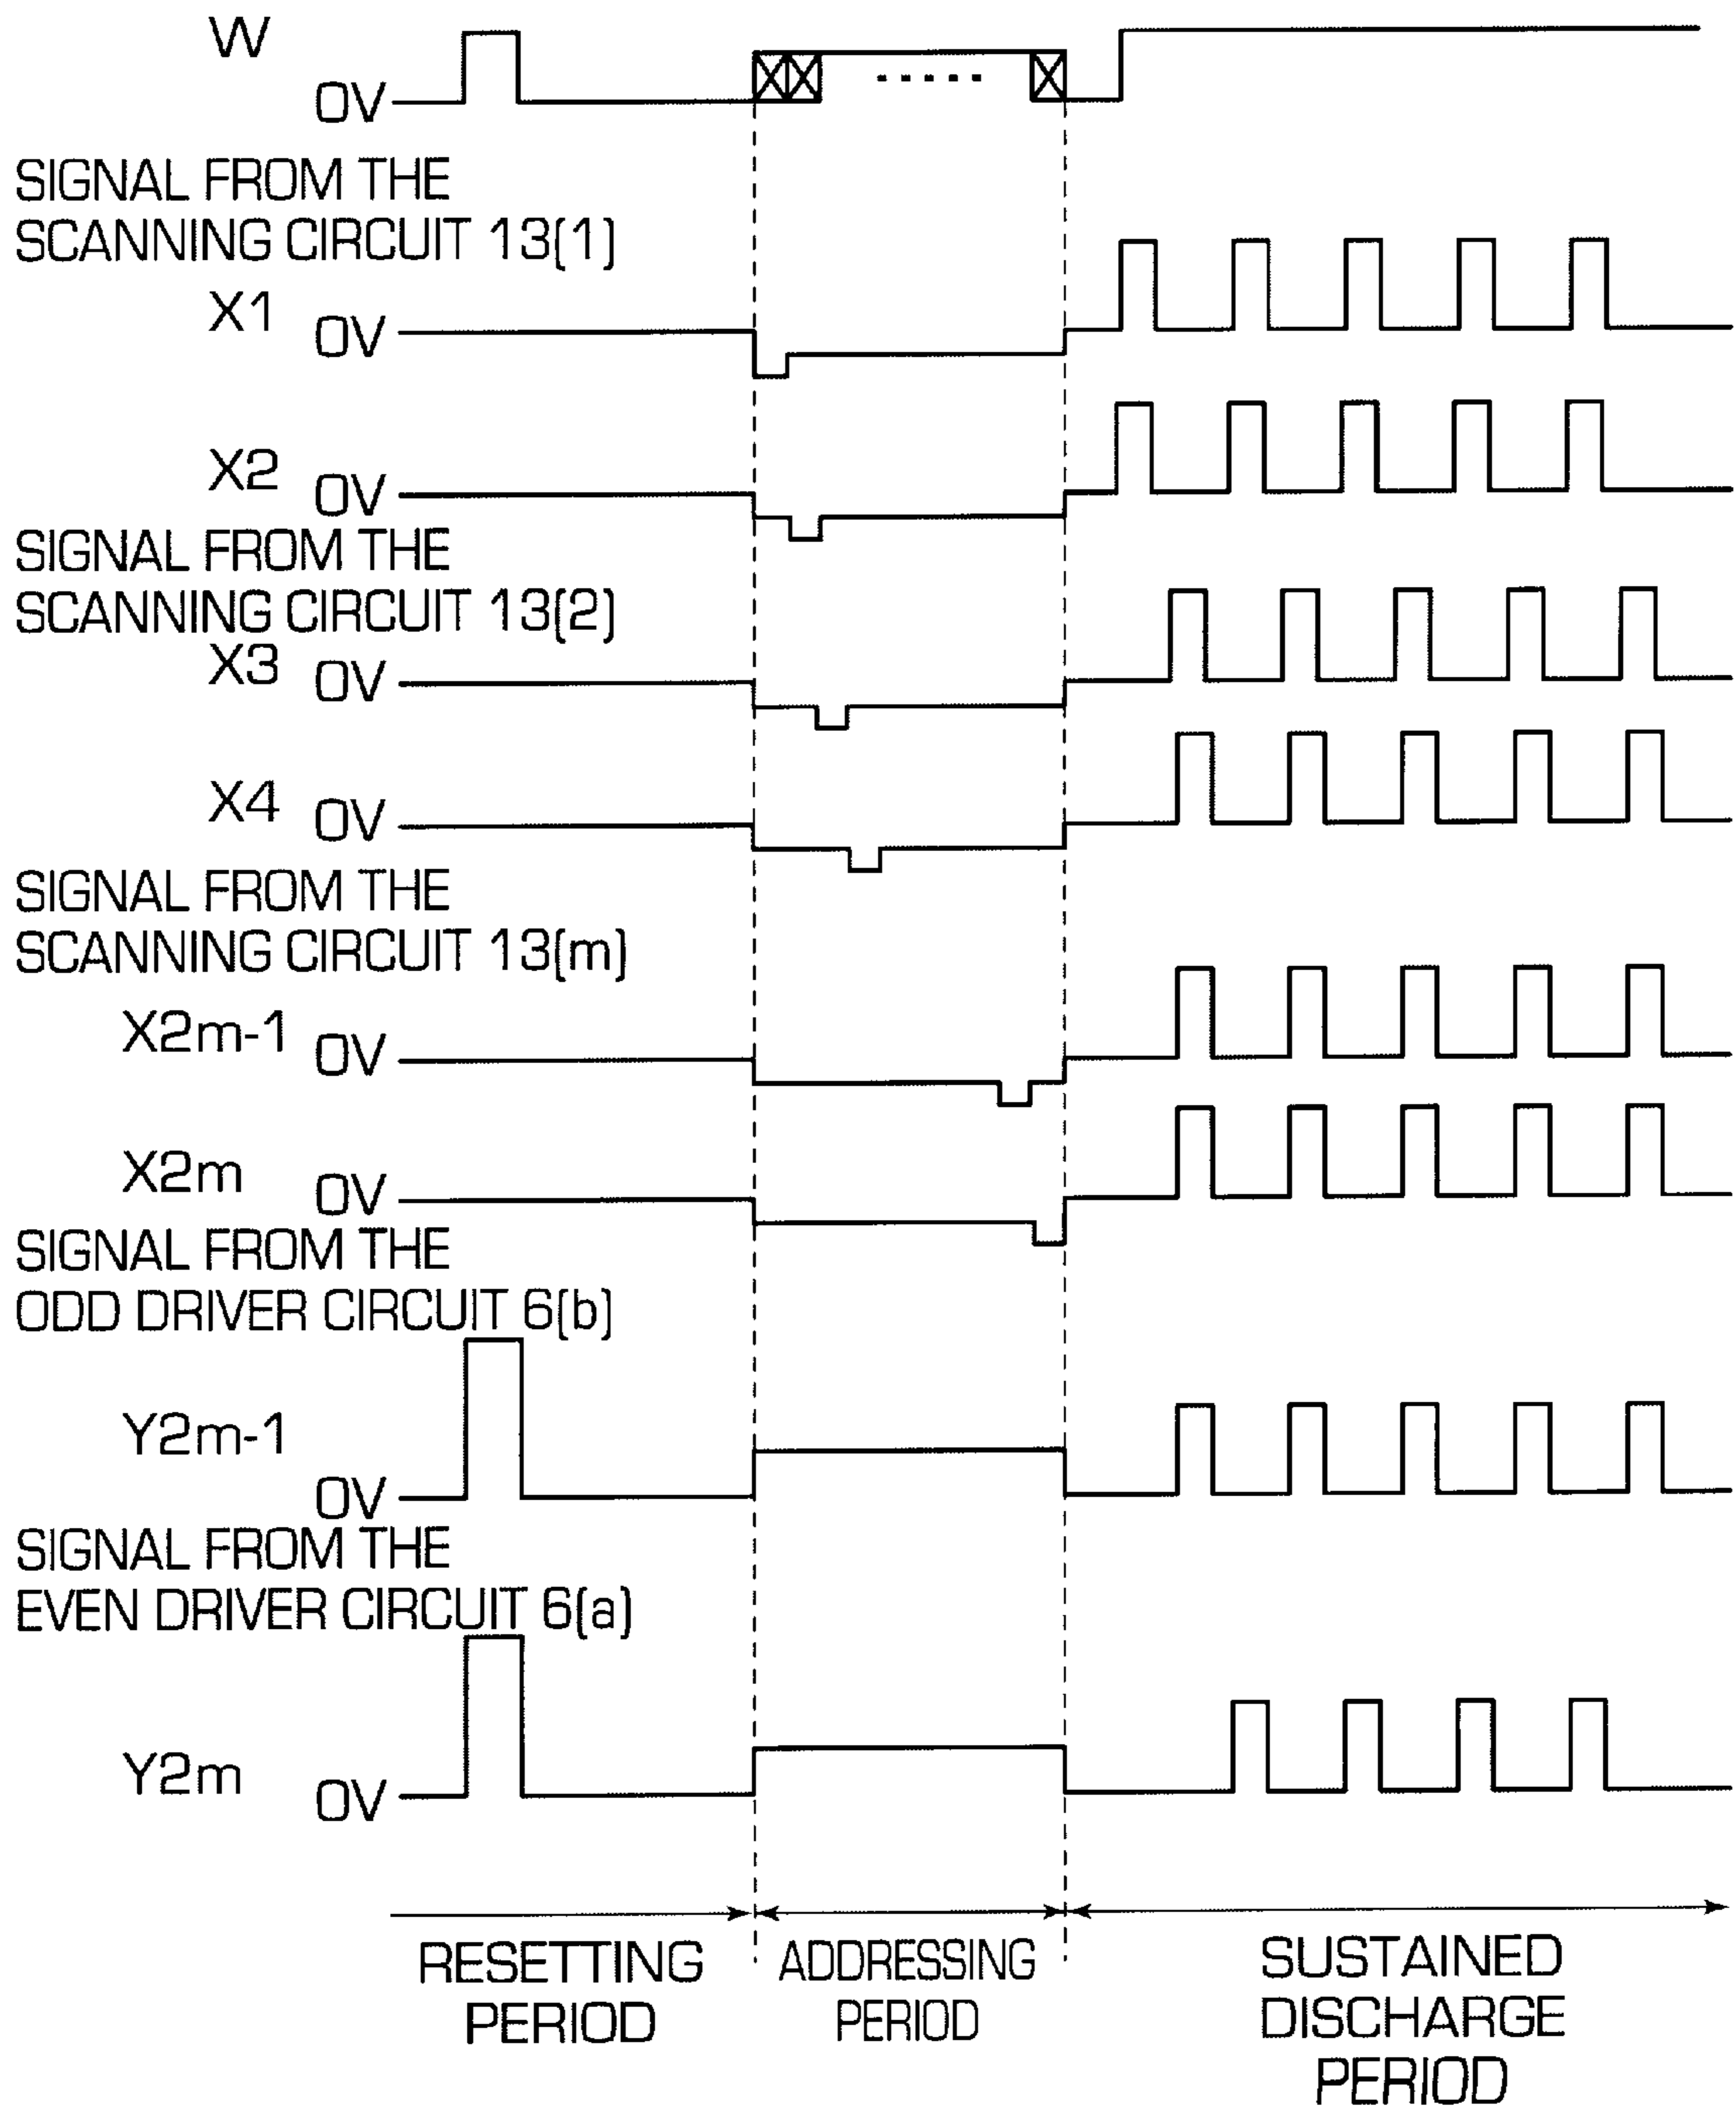 W
0V
SIGNAL FROM THE
SCANNING CIRCUIT 13(1)
X1
0V
X2
0V
SIGNAL FROM THE
SCANNING CIRCUIT 13(2)
X3
0V
X4
0V
SIGNAL FROM THE
SCANNING CIRCUIT 13(m)
X2m-1
0V
X2m
0V
SIGNAL FROM THE
ODD DRIVER CIRCUIT 6(b)
Y2m-1
0V
SIGNAL FROM THE
EVEN DRIVER CIRCUIT 6(a)
Y2m
0V
RESETTING
PERIOD
ADDRESSING
PERIOD
SUSTAINED
DISCHARGE
PERIOD